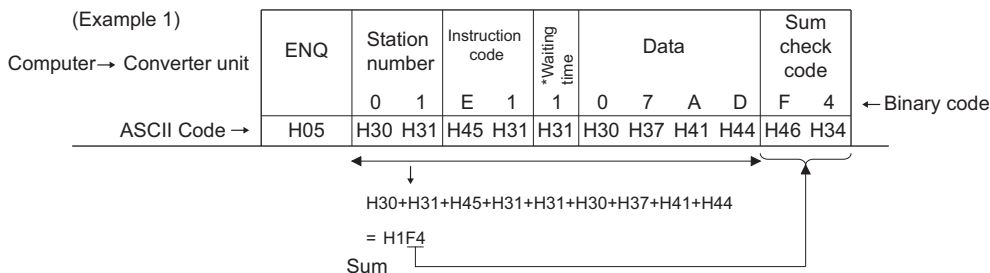 (Example 1)
Computer→ Converter unit
ENQ
Station number
Instruction code
*Waiting time
Data
Sum check code
0 1 E 1 1 0 7 A D F 4 ←Binary code
ASCII Code → H05 H30 H31 H45 H31 H31 H30 H37 H41 H44 H46 H34
H30+H31+H45+H31+H31+H30+H37+H41+H44
= H1F4
Sum